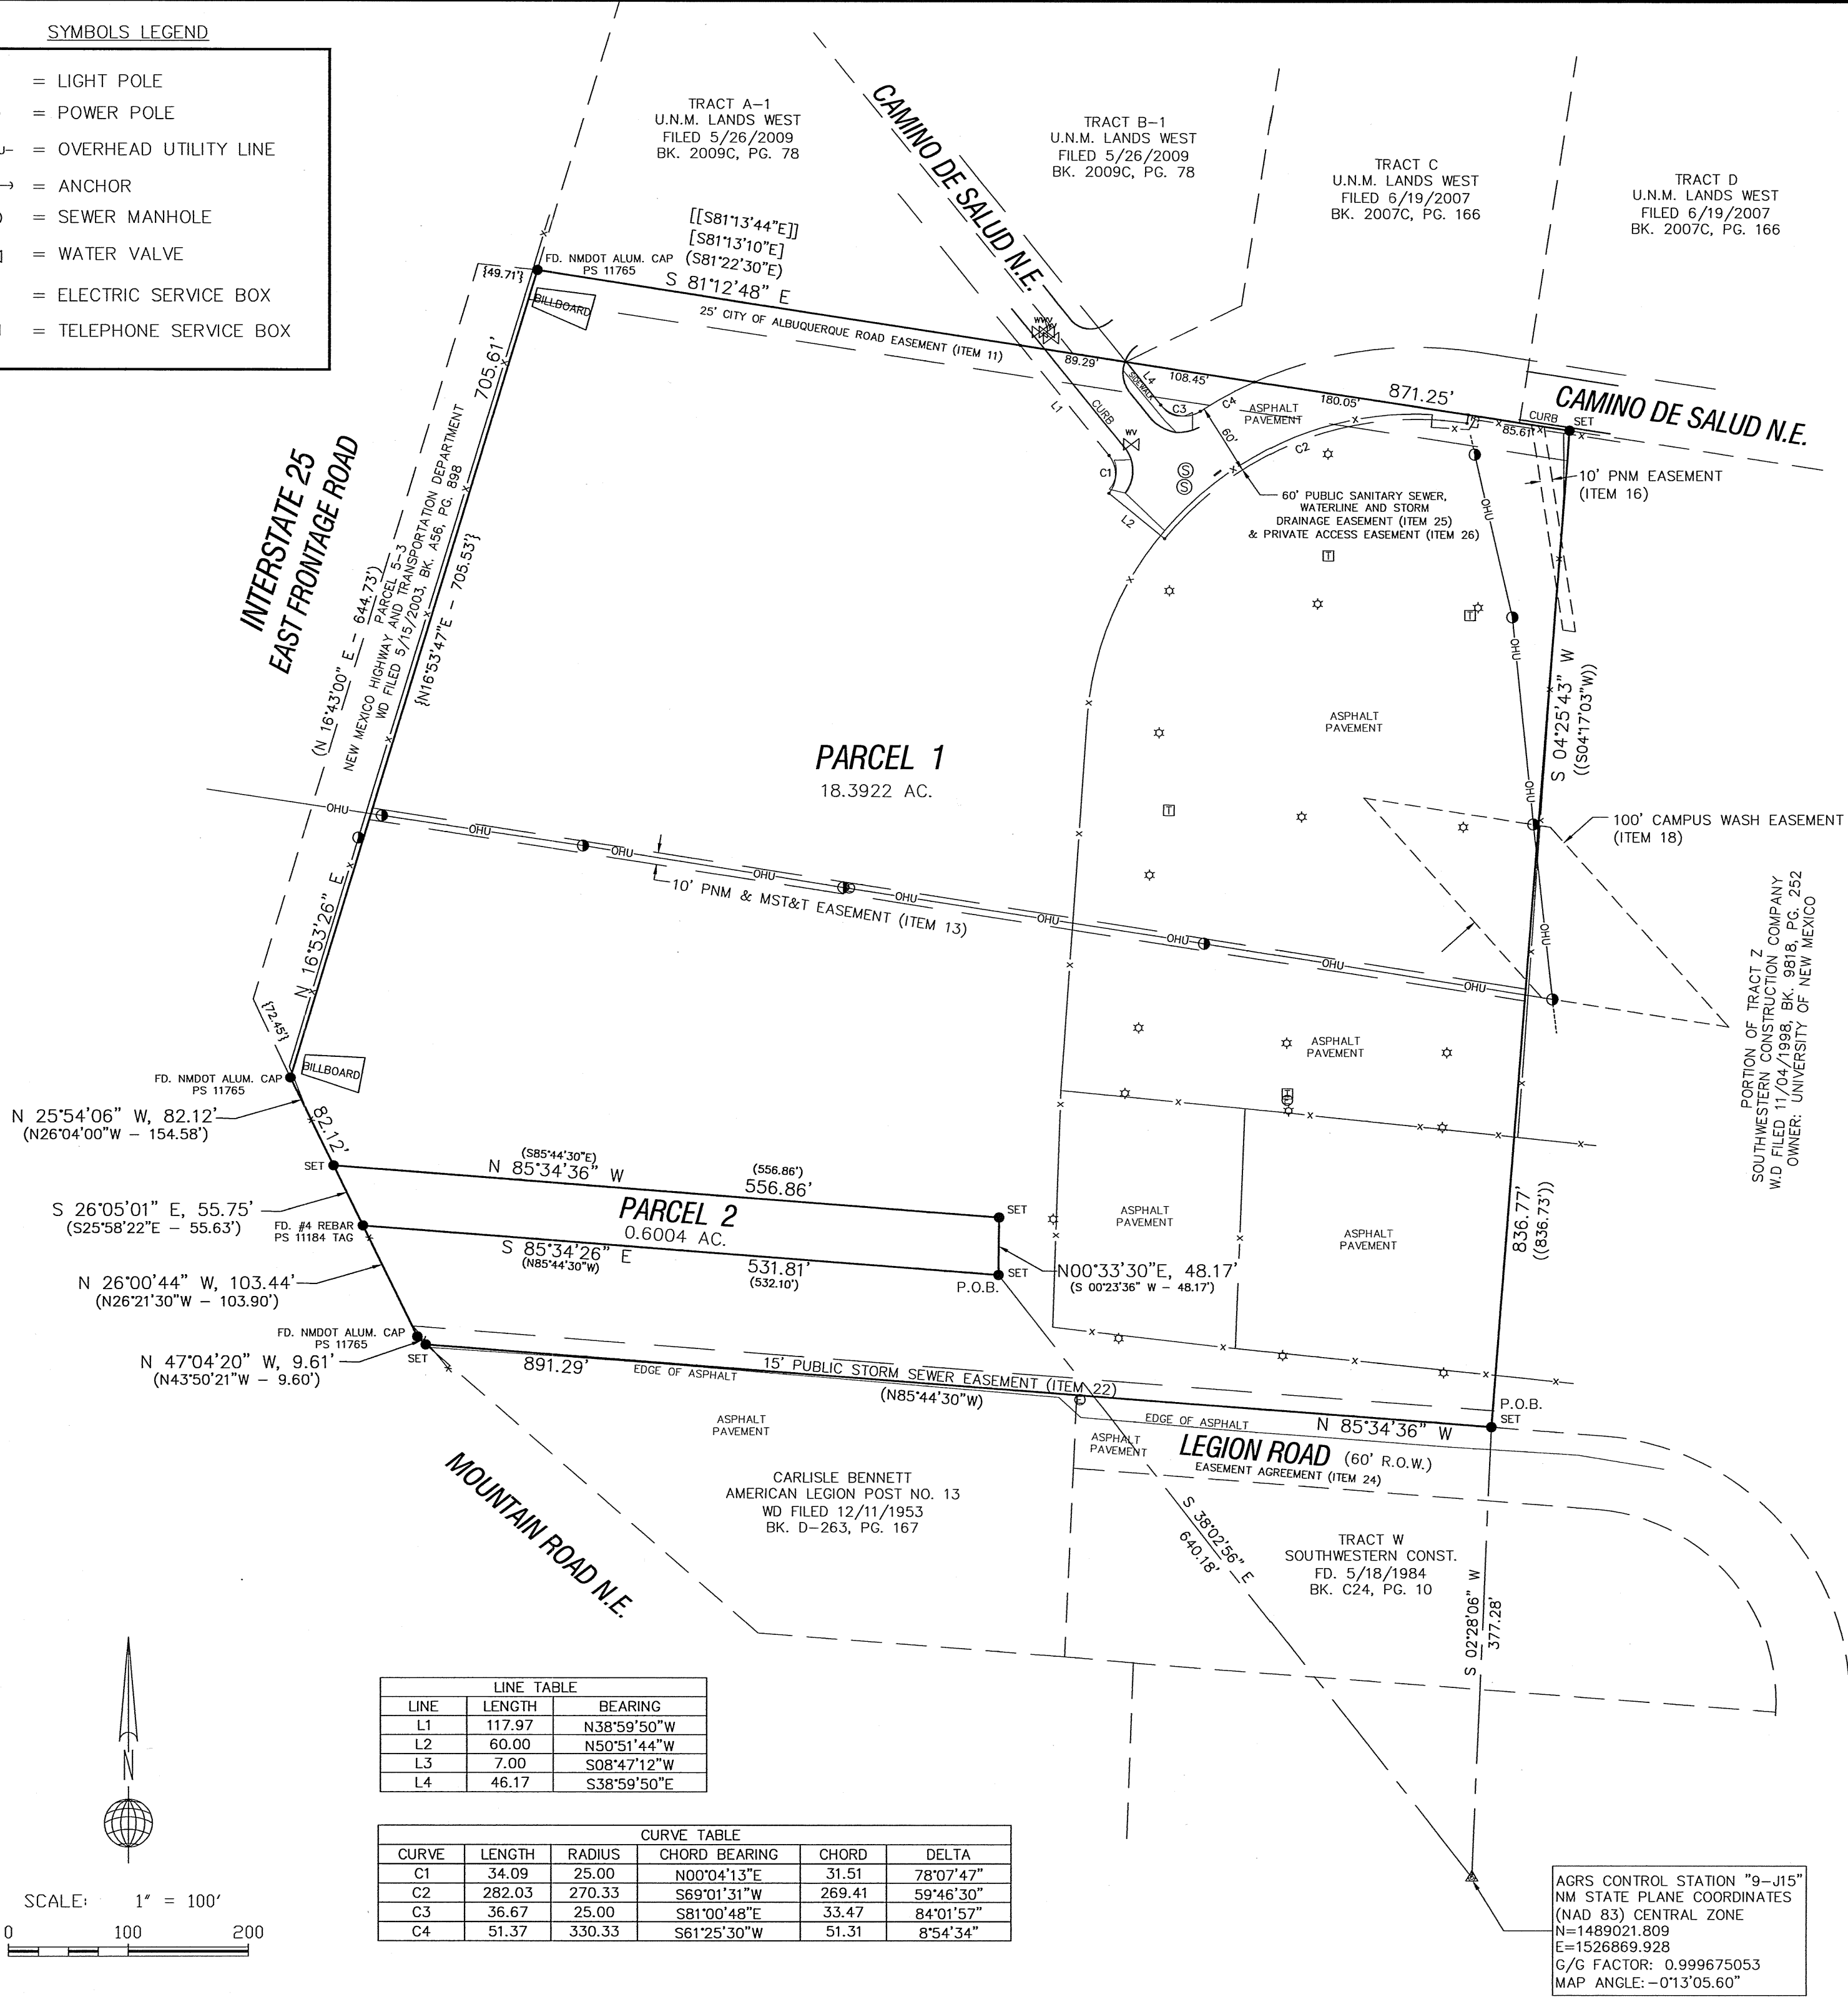 SYMBOLS LEGEND
= LIGHT POLE
= POWER POLE
= OVERHEAD UTILITY LINE
= ANCHOR
= SEWER MANHOLE
= WATER VALVE
= ELECTRIC SERVICE BOX
= TELEPHONE SERVICE BOX
TRACT A-1
U.N.M. LANDS WEST
FILED 5/26/2009
BK. 2009C, PG. 78
CAMINO DE SALUD N.E.
TRACT B-1
U.N.M. LANDS WEST
FILED 5/26/2009
BK. 2009C, PG. 78
TRACT C
U.N.M. LANDS WEST
FILED 6/19/2007
BK. 2007C, PG. 166
TRACT D
U.N.M. LANDS WEST
FILED 6/19/2007
BK. 2007C, PG. 166
[[S81°13'44"E]]
[S81°13'10"E]
(S81°22'30"E)
S 81°12'48" E
FD. NMDOT ALUM. CAP
PS 11765
{49.71'}
BILLBOARD
25' CITY OF ALBUQUERQUE ROAD EASEMENT (ITEM 11)
89.29'
108.45'
180.05'
871.25'
85.61'
CURB
SET
CAMINO DE SALUD N.E.
L4
SIDEWALK
C3
C4
ASPHALT
PAVEMENT
L1
CURB
WV
C1
L2
60'
C2
S
S
10' PNM EASEMENT
(ITEM 16)
60' PUBLIC SANITARY SEWER,
WATERLINE AND STORM
DRAINAGE EASEMENT (ITEM 25)
& PRIVATE ACCESS EASEMENT (ITEM 26)
OHU
OHU
OHU
OHU
T
T
T
T
INTERSTATE 25
EAST FRONTAGE ROAD
705.61'
(N 16°43'00" E - 644.73')
NEW MEXICO HIGHWAY AND TRANSPORTATION DEPARTMENT
PARCEL 5-3
WD FILED 5/15/2003, BK. A56, PG. 898
{N16°53'47"E - 705.53'}
N 16°53'26" E
S 04°25'43" W
((S04°17'03"W))
PARCEL 1
18.3922 AC.
ASPHALT
PAVEMENT
100' CAMPUS WASH EASEMENT
(ITEM 18)
OHU
OHU
OHU
OHU
OHU
OHU
OHU
OHU
OHU
10' PNM & MST&T EASEMENT (ITEM 13)
PORTION OF TRACT Z
SOUTHWESTERN CONSTRUCTION COMPANY
W.D FILED 11/04/1998, BK. 9818, PG. 252
OWNER: UNIVERSITY OF NEW MEXICO
{72.45'}
BILLBOARD
FD. NMDOT ALUM. CAP
PS 11765
ASPHALT
PAVEMENT
N 25°54'06" W, 82.12'
(N26°04'00"W - 154.58')
82.12'
SET
(S85°44'30"E)
N 85°34'36" W
(556.86')
556.86'
PARCEL 2
0.6004 AC.
SET
S 26°05'01" E, 55.75'
(S25°58'22"E - 55.63')
FD. #4 REBAR
PS 11184 TAG
S 85°34'26" E
(N85°44'30"W)
531.81'
(532.10')
P.O.B.
SET
N00°33'30"E, 48.17'
(S 00°23'36" W - 48.17')
ASPHALT
PAVEMENT
ASPHALT
PAVEMENT
836.77'
((836.73'))
N 26°00'44" W, 103.44'
(N26°21'30"W - 103.90')
FD. NMDOT ALUM. CAP
PS 11765
SET
N 47°04'20" W, 9.61'
(N43°50'21"W - 9.60')
891.29'
EDGE OF ASPHALT
15' PUBLIC STORM SEWER EASEMENT (ITEM 22)
(N85°44'30"W)
EDGE OF ASPHALT
N 85°34'36" W
P.O.B.
SET
ASPHALT
PAVEMENT
ASPHALT
PAVEMENT
LEGION ROAD (60' R.O.W.)
EASEMENT AGREEMENT (ITEM 24)
MOUNTAIN ROAD N.E.
CARLISLE BENNETT
AMERICAN LEGION POST NO. 13
WD FILED 12/11/1953
BK. D-263, PG. 167
S 38°02'56" E
640.18'
TRACT W
SOUTHWESTERN CONST.
FD. 5/18/1984
BK. C24, PG. 10
S 02°28'06" W
377.28'
N
SCALE: 1" = 100'
0 100 200
LINE TABLE
LINE LENGTH BEARING
L1 117.97 N38°59'50"W
L2 60.00 N50°51'44"W
L3 7.00 S08°47'12"W
L4 46.17 S38°59'50"E
CURVE TABLE
CURVE LENGTH RADIUS CHORD BEARING CHORD DELTA
C1 34.09 25.00 N00°04'13"E 31.51 78°07'47"
C2 282.03 270.33 S69°01'31"W 269.41 59°46'30"
C3 36.67 25.00 S81°00'48"E 33.47 84°01'57"
C4 51.37 330.33 S61°25'30"W 51.31 8°54'34"
AGRS CONTROL STATION "9-J15"
NM STATE PLANE COORDINATES
(NAD 83) CENTRAL ZONE
N=1489021.809
E=1526869.928
G/G FACTOR: 0.999675053
MAP ANGLE: -0°13'05.60"